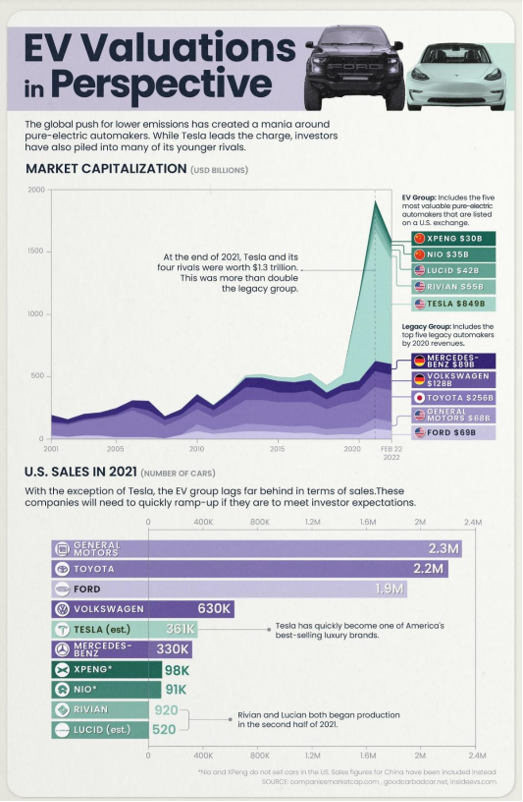 EV Valuations
in Perspective
The global push for lower emissions has created a mania around
pure-electric automakers. While Tesla leads the charge, investors
have also piled into many of its younger rivals.
MARKET CAPITALIZATION (USD BILLIONS)
2000
1500
1000
500
0
2001
2005
2010
2015
2020
FEB 22
2022
At the end of 2021, Tesla and its
four rivals were worth $1.3 trillion.
This was more than double
the legacy group.
EV Group: Includes the five
most valuable pure-electric
automakers that are listed
on a U.S. exchange.
XPENG $30B
NIO $35B
LUCID $42B
RIVIAN $55B
TESLA $849B
Legacy Group: Includes the
top five legacy automakers
by 2020 revenues.
MERCEDES-
BENZ $89B
VOLKSWAGEN
$128B
TOYOTA $256B
GENERAL
MOTORS $68B
FORD $69B
U.S. SALES IN 2021 (NUMBER OF CARS)
With the exception of Tesla, the EV group lags far behind in terms of sales.These
companies will need to quickly ramp-up if they are to meet investor expectations.
0 400K 800K 1.2M 1.6M 2.4M
GENERAL
MOTORS 2.3M
TOYOTA 2.2M
FORD 1.9M
VOLKSWAGEN 630K
TESLA (est.) 361K
Tesla has quickly become one of America's
best-selling luxury brands.
MERCEDES-
BENZ 330K
XPENG* 98K
NIO* 91K
RIVIAN 920
LUCID (est.) 520
Rivian and Lucian both began production
in the second half of 2021.
0 400K 800K 1.2M 1.6M 2.4M
*Nio and XPeng do not sell cars in the US. Sales figures for China have been included instead
SOURCE: companiesmarketcap.com, goodcarbadcar.net, insideevs.com